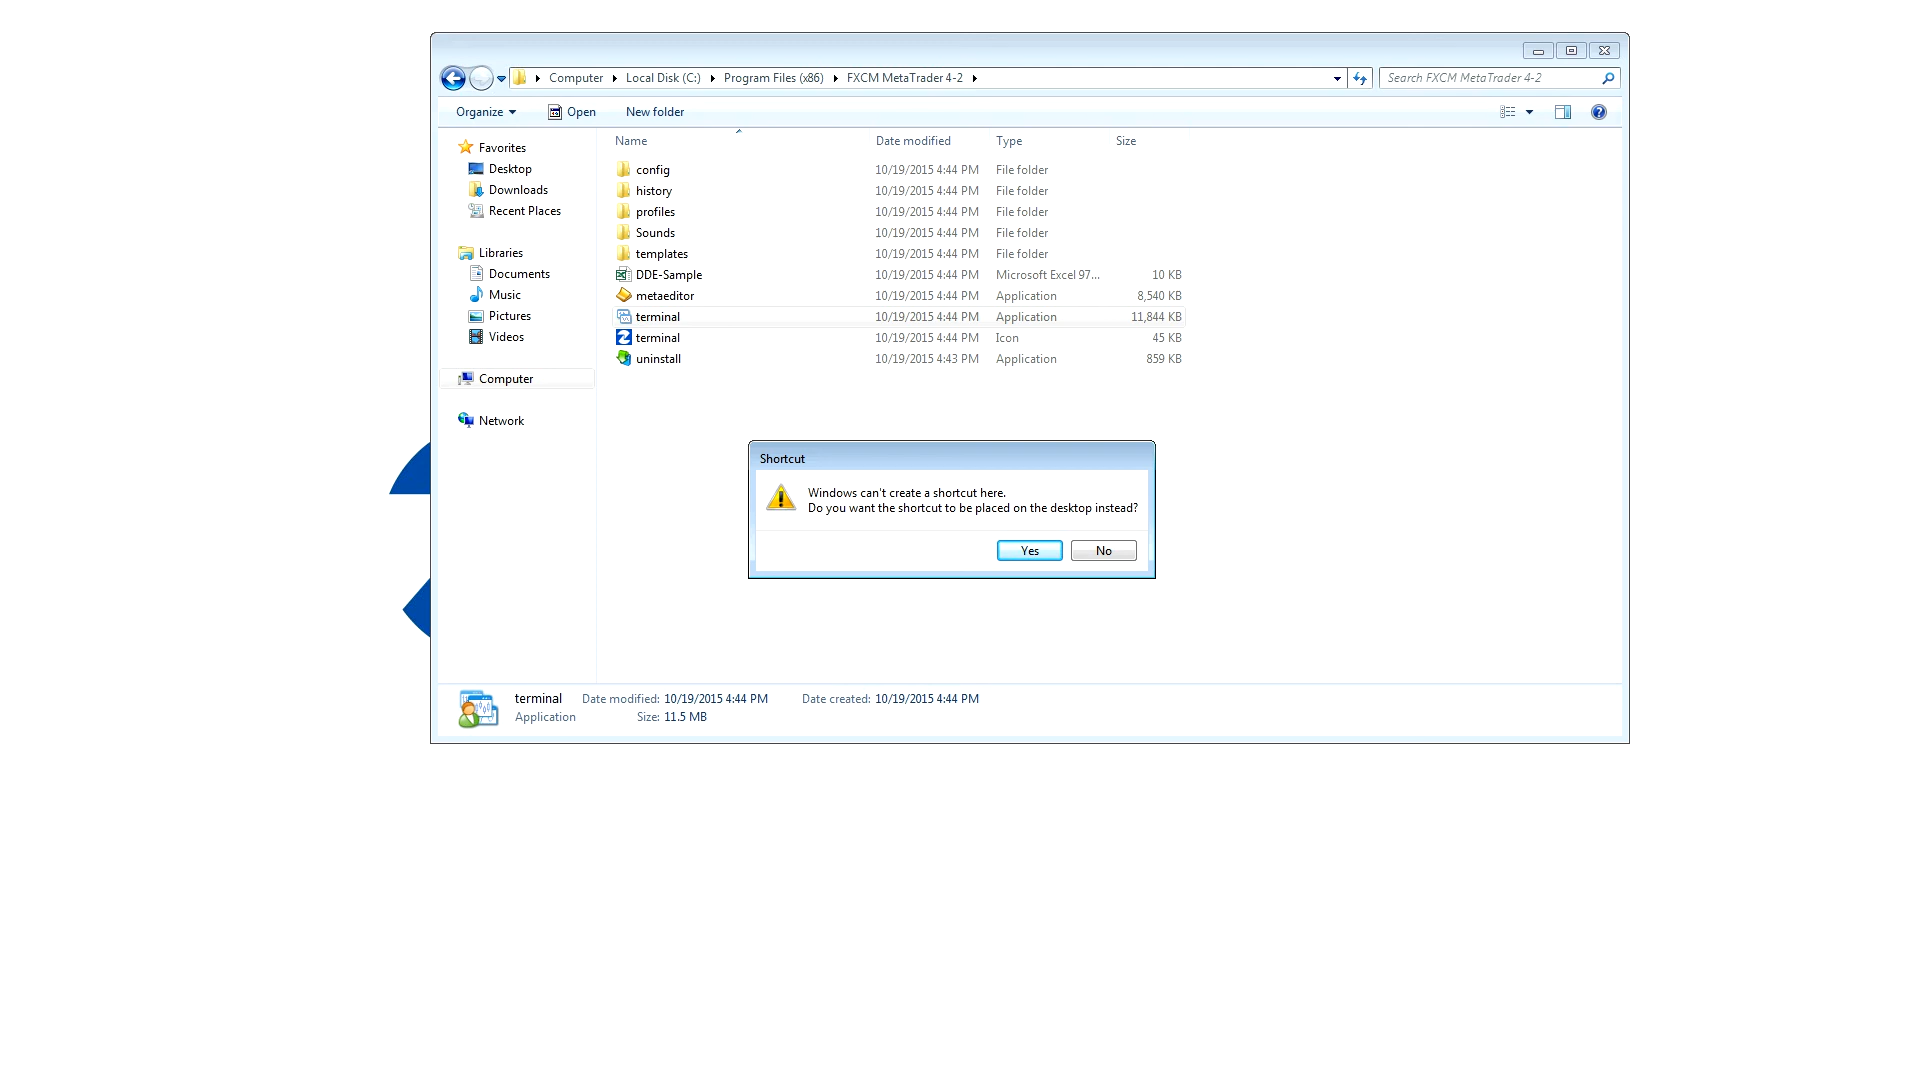 Computer Local Disk (C:) Program Files (x86) FXCM MetaTrader 4-2 Search FXCM MetaTrader 4-2
Organize Open New folder
Name Date modified Type Size
Favorites
Desktop
Downloads
Recent Places
Libraries
Documents
Music
Pictures
Videos
Computer
Network
config 10/19/2015 4:44 PM File folder
history 10/19/2015 4:44 PM File folder
profiles 10/19/2015 4:44 PM File folder
Sounds 10/19/2015 4:44 PM File folder
templates 10/19/2015 4:44 PM File folder
DDE-Sample 10/19/2015 4:44 PM Microsoft Excel 97... 10 KB
metaeditor 10/19/2015 4:44 PM Application 8,540 KB
terminal 10/19/2015 4:44 PM Application 11,844 KB
terminal 10/19/2015 4:44 PM Icon 45 KB
uninstall 10/19/2015 4:43 PM Application 859 KB
Shortcut
Windows can't create a shortcut here.
Do you want the shortcut to be placed on the desktop instead?
Yes No
terminal Date modified: 10/19/2015 4:44 PM Date created: 10/19/2015 4:44 PM
Application Size: 11.5 MB